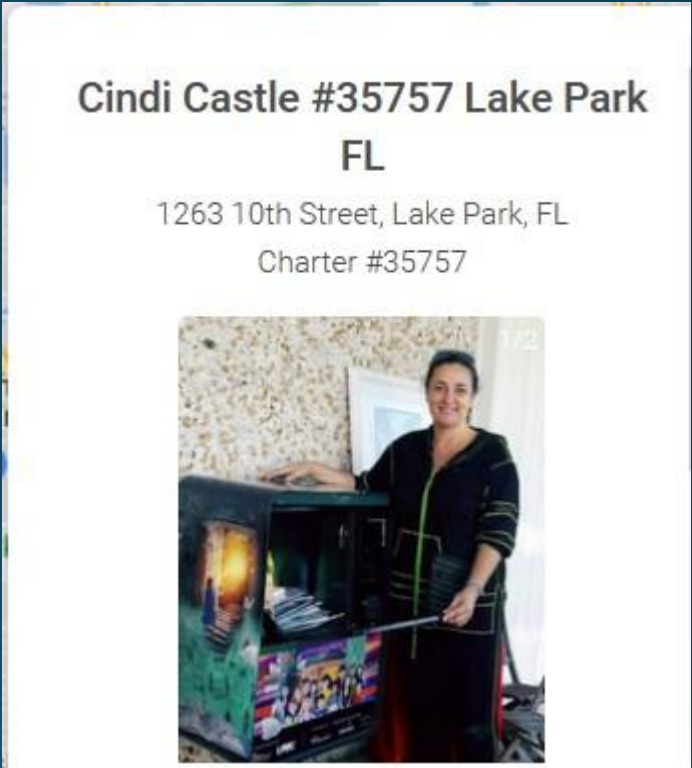 Cindi Castle #35757 Lake Park
FL
1263 10th Street, Lake Park, FL
Charter #35757
1/2